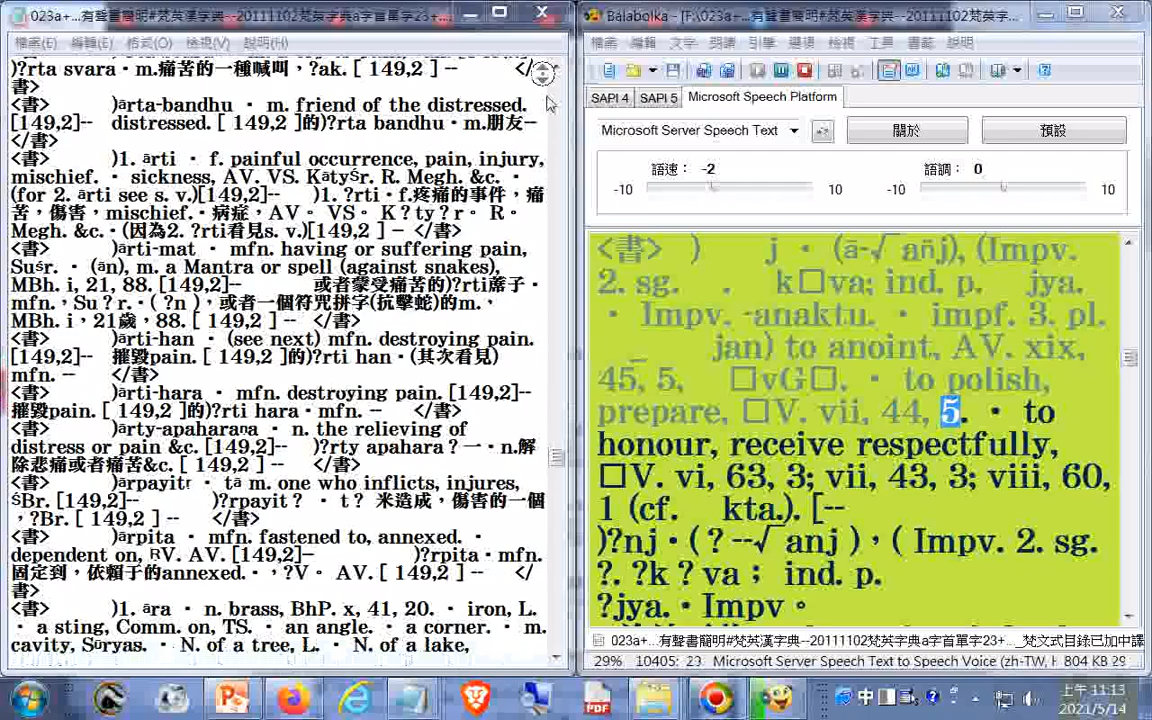 023a+...有聲書簡明#梵英漢字典--20111102梵英字典a字首單字23+...
檔案(E) 編輯(E) 格式(O) 檢視(V) 說明(H)
)?rta svara‧m.痛苦的一種喊叫，?ak. [ 149,2 ] -- </
書>
<書> )ārta-bandhu ‧ m. friend of the distressed.
[149,2]-- distressed. [ 149,2 ]的)?rta bandhu‧m.朋友--
</書>
<書> )1. ārti ‧ f. painful occurrence, pain, injury,
mischief. ‧ sickness, AV. VS. KātyŚr. R. Megh. &c. ‧
(for 2. ārti see s. v.)[149,2]-- )1. ?rti‧f.疼痛的事件，痛
苦，傷害，mischief.‧病症，AV。 VS。 K？ty？r。 R。
Megh. &c.‧(因為2. ?rti看見s. v.)[149,2 ] -- </書>
<書> )ārti-mat ‧ mfn. having or suffering pain,
Suśr. ‧ (ān), m. a Mantra or spell (against snakes),
MBh. i, 21, 88. [149,2]-- 或者蒙受痛苦的)?rti蓆子‧
mfn.，Su？r.‧( ?n )，或者一個符咒拼字(抗擊蛇)的m.，
MBh. i，21歲，88. [ 149,2 ] -- </書>
<書> )ārti-han ‧ (see next) mfn. destroying pain.
[149,2]-- 摧毀pain. [ 149,2 ]的)?rti han‧(其次看見)
mfn. -- </書>
<書> )ārti-hara ‧ mfn. destroying pain. [149,2]--
摧毀pain. [ 149,2 ]的)?rti hara‧mfn. -- </書>
<書> )ārty-apaharaṇa ‧ n. the relieving of
distress or pain &c. [149,2]-- )?rty apahara？一‧n.解
除悲痛或者痛苦&c. [ 149,2 ] -- </書>
<書> )ārpayitṛ ‧ tā m. one who inflicts, injures,
ŚBr. [149,2]-- )?rpayit？‧t？ 米造成，傷害的一個
，?Br. [ 149,2 ] -- </書>
<書> )ārpita ‧ mfn. fastened to, annexed. ‧
dependent on, ṚV. AV. [149,2]-- )?rpita‧mfn.
固定到，依賴于的annexed.‧，?V。 AV. [ 149,2 ] -- </
書>
<書> )1. āra ‧ n. brass, BhP. x, 41, 20. ‧ iron, L.
‧ a sting, Comm. on, TS. ‧ an angle. ‧ a corner. ‧ m.
cavity, Sūryas. ‧ N. of a tree, L. ‧ N. of a lake,
Balabolka - [F:\023a+...有聲書簡明#梵英漢字典--20111102梵英字...
檔案 編輯 文字 朗讀 引擎 選項 檢視 工具 書籤 說明
SAPI 4 SAPI 5 Microsoft Speech Platform
Microsoft Server Speech Text 關於 預設
語速： -2 語調： 0
-10 10 -10 10
<書> ) j ‧ (ā-√ añj), (Impv.
2. sg. . k□va; ind. p. jya.
‧ Impv. -anaktu. ‧ impf. 3. pl.
_ jan) to anoint, AV. xix,
45, 5, □vG□. ‧ to polish,
prepare, □V. vii, 44, 5. ‧ to
honour, receive respectfully,
□V. vi, 63, 3; vii, 43, 3; viii, 60,
1 (cf. kta.). [--
)?nj‧( ? --√ anj )，( Impv. 2. sg.
?. ?k？va； ind. p.
?jya.‧Impv。
023a+...有聲書簡明#梵英漢字典--20111102梵英字典a字首單字23+..._梵文式目錄已加中譯
29% 10405: 23 Microsoft Server Speech Text to Speech Voice (zh-TW, H 804 KB 29
中
上午 11:13
2021/5/14